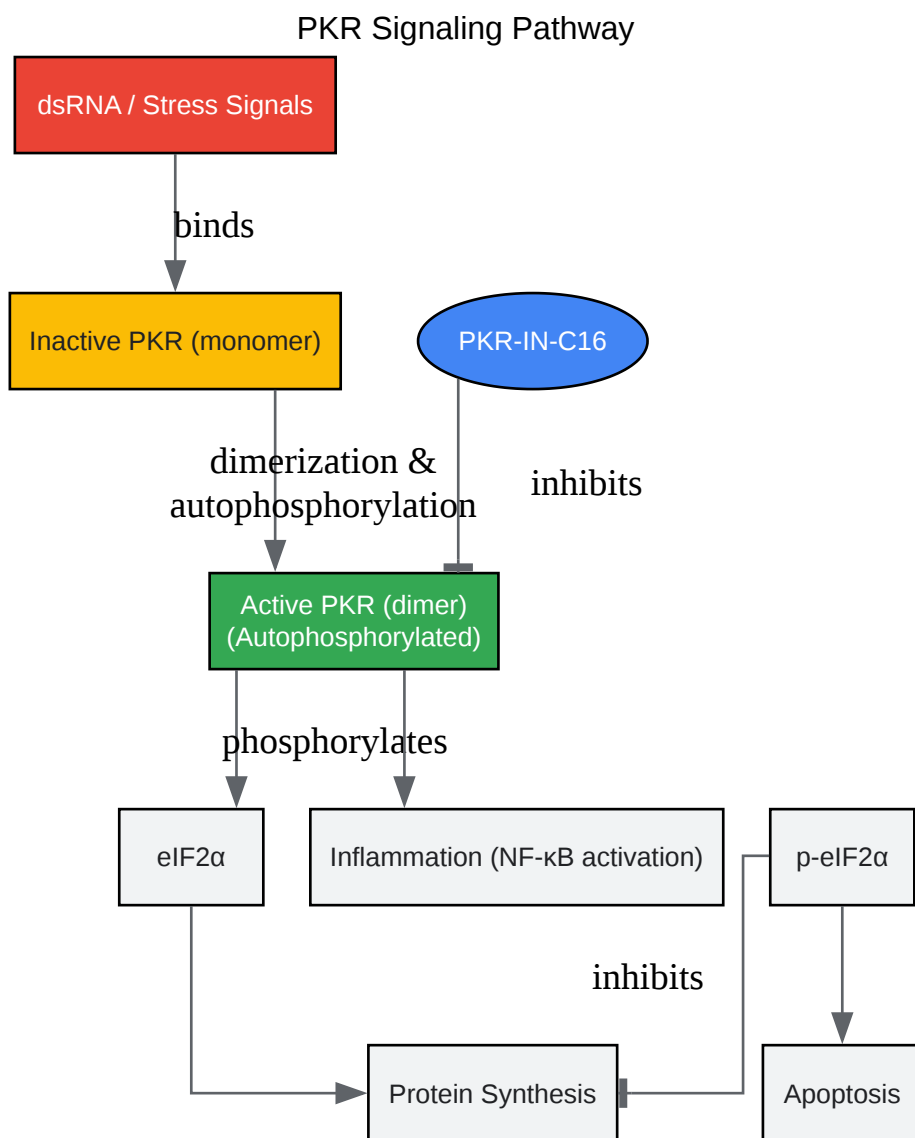 PKR Signaling Pathway
dsRNA / Stress Signals
binds
Inactive PKR (monomer)
PKR-IN-C16
dimerization &
autophosphorylation
inhibits
Active PKR (dimer)
(Autophosphorylated)
phosphorylates
eIF2α
Inflammation (NF-κB activation)
p-eIF2α
inhibits
Protein Synthesis
Apoptosis